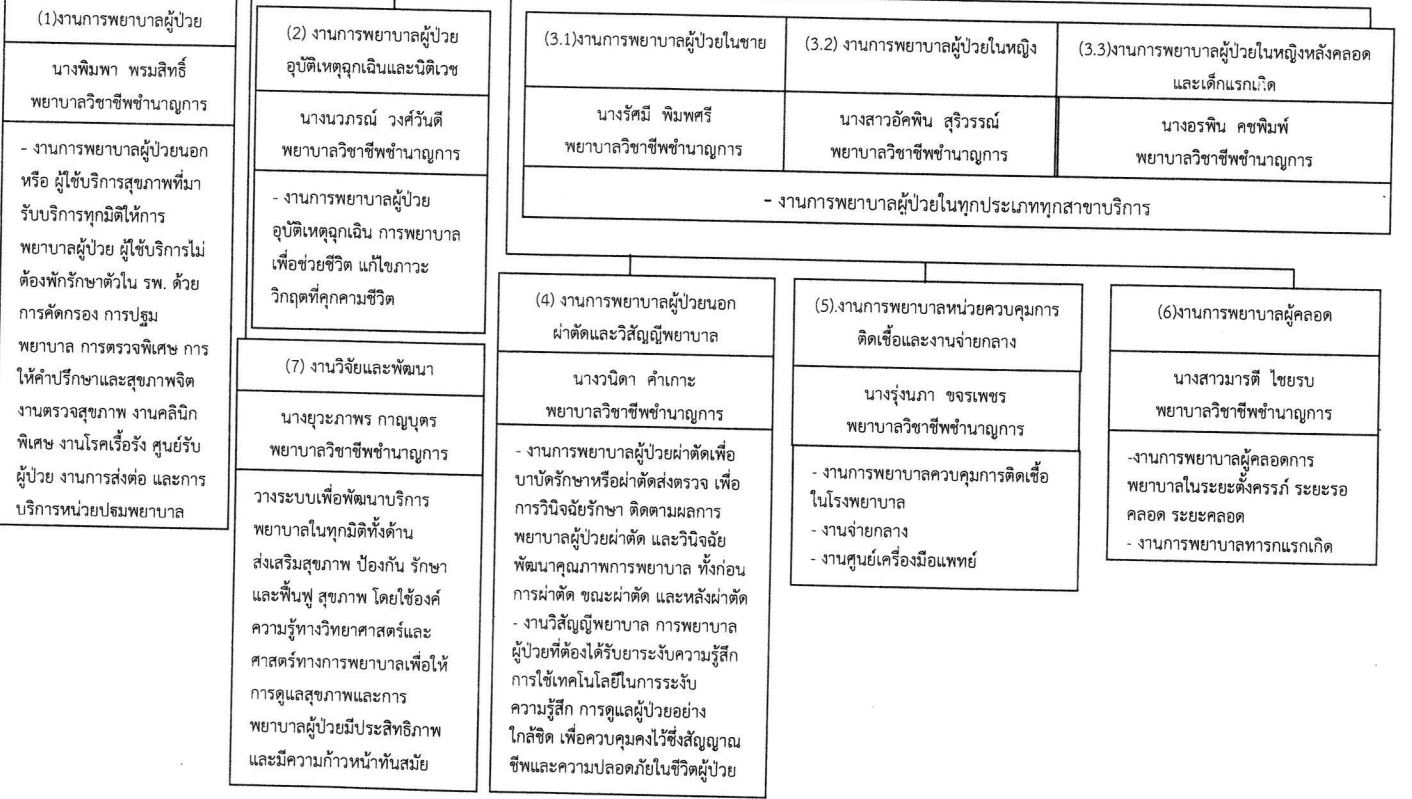 (1)งานการพยาบาลผู้ป่วย
นางพิมพา พรมสิทธิ์
พยาบาลวิชาชีพชำนาญการ
- งานการพยาบาลผู้ป่วยนอก
หรือ ผู้ใช้บริการสุขภาพที่มา
รับบริการทุกมิติให้การ
พยาบาลผู้ป่วย ผู้ใช้บริการไม่
ต้องพักรักษาตัวใน รพ. ด้วย
การคัดกรอง การปฐม
พยาบาล การตรวจพิเศษ การ
ให้คำปรึกษาและสุขภาพจิต
งานตรวจสุขภาพ งานคลินิก
พิเศษ งานโรคเรื้อรัง ศูนย์รับ
ผู้ป่วย งานการส่งต่อ และการ
บริการหน่วยปฐมพยาบาล
(2) งานการพยาบาลผู้ป่วย
อุบัติเหตุฉุกเฉินและนิติเวช
นางนวภรณ์ วงศ์วันดี
พยาบาลวิชาชีพชำนาญการ
- งานการพยาบาลผู้ป่วย
อุบัติเหตุฉุกเฉิน การพยาบาล
เพื่อช่วยชีวิต แก้ไขภาวะ
วิกฤตที่คุกคามชีวิต
(3.1)งานการพยาบาลผู้ป่วยในชาย
นางรัศมี พิมพศรี
พยาบาลวิชาชีพชำนาญการ
(3.2) งานการพยาบาลผู้ป่วยในหญิง
นางสาวอัคพิน สุริวรรณ์
พยาบาลวิชาชีพชำนาญการ
(3.3)งานการพยาบาลผู้ป่วยในหญิงหลังคลอด
และเด็กแรกเกิด
นางอรพิน คชพิมพ์
พยาบาลวิชาชีพชำนาญการ
- งานการพยาบาลผู้ป่วยในทุกประเภททุกสาขาบริการ
(4) งานการพยาบาลผู้ป่วยนอก
ผ่าตัดและวิสัญญีพยาบาล
นางวนิดา คำเกาะ
พยาบาลวิชาชีพชำนาญการ
- งานการพยาบาลผู้ป่วยผ่าตัดเพื่อ
บาบัดรักษาหรือผ่าตัดส่งตรวจ เพื่อ
การวินิจฉัยรักษา ติดตามผลการ
พยาบาลผู้ป่วยผ่าตัด และวินิจฉัย
พัฒนาคุณภาพการพยาบาล ทั้งก่อน
การผ่าตัด ขณะผ่าตัด และหลังผ่าตัด
- งานวิสัญญีพยาบาล การพยาบาล
ผู้ป่วยที่ต้องได้รับยาระงับความรู้สึก
การใช้เทคโนโลยีในการระงับ
ความรู้สึก การดูแลผู้ป่วยอย่าง
ใกล้ชิด เพื่อควบคุมคงไว้ซึ่งสัญญาณ
ชีพและความปลอดภัยในชีวิตผู้ป่วย
(5).งานการพยาบาลหน่วยควบคุมการ
ติดเชื้อและงานจ่ายกลาง
นางรุ่งนภา ขจรเพชร
พยาบาลวิชาชีพชำนาญการ
- งานการพยาบาลควบคุมการติดเชื้อ
ในโรงพยาบาล
- งานจ่ายกลาง
- งานศูนย์เครื่องมือแพทย์
(6)งานการพยาบาลผู้คลอด
นางสาวมารตี ไชยรบ
พยาบาลวิชาชีพชำนาญการ
-งานการพยาบาลผู้คลอดการ
พยาบาลในระยะตั้งครรภ์ ระยะรอ
คลอด ระยะคลอด
- งานการพยาบาลทารกแรกเกิด
(7) งานวิจัยและพัฒนา
นางยุวะภาพร กาญบุตร
พยาบาลวิชาชีพชำนาญการ
วางระบบเพื่อพัฒนาบริการ
พยาบาลในทุกมิติทั้งด้าน
ส่งเสริมสุขภาพ ป้องกัน รักษา
และฟื้นฟู สุขภาพ โดยใช้องค์
ความรู้ทางวิทยาศาสตร์และ
ศาสตร์ทางการพยาบาลเพื่อให้
การดูแลสุขภาพและการ
พยาบาลผู้ป่วยมีประสิทธิภาพ
และมีความก้าวหน้าทันสมัย